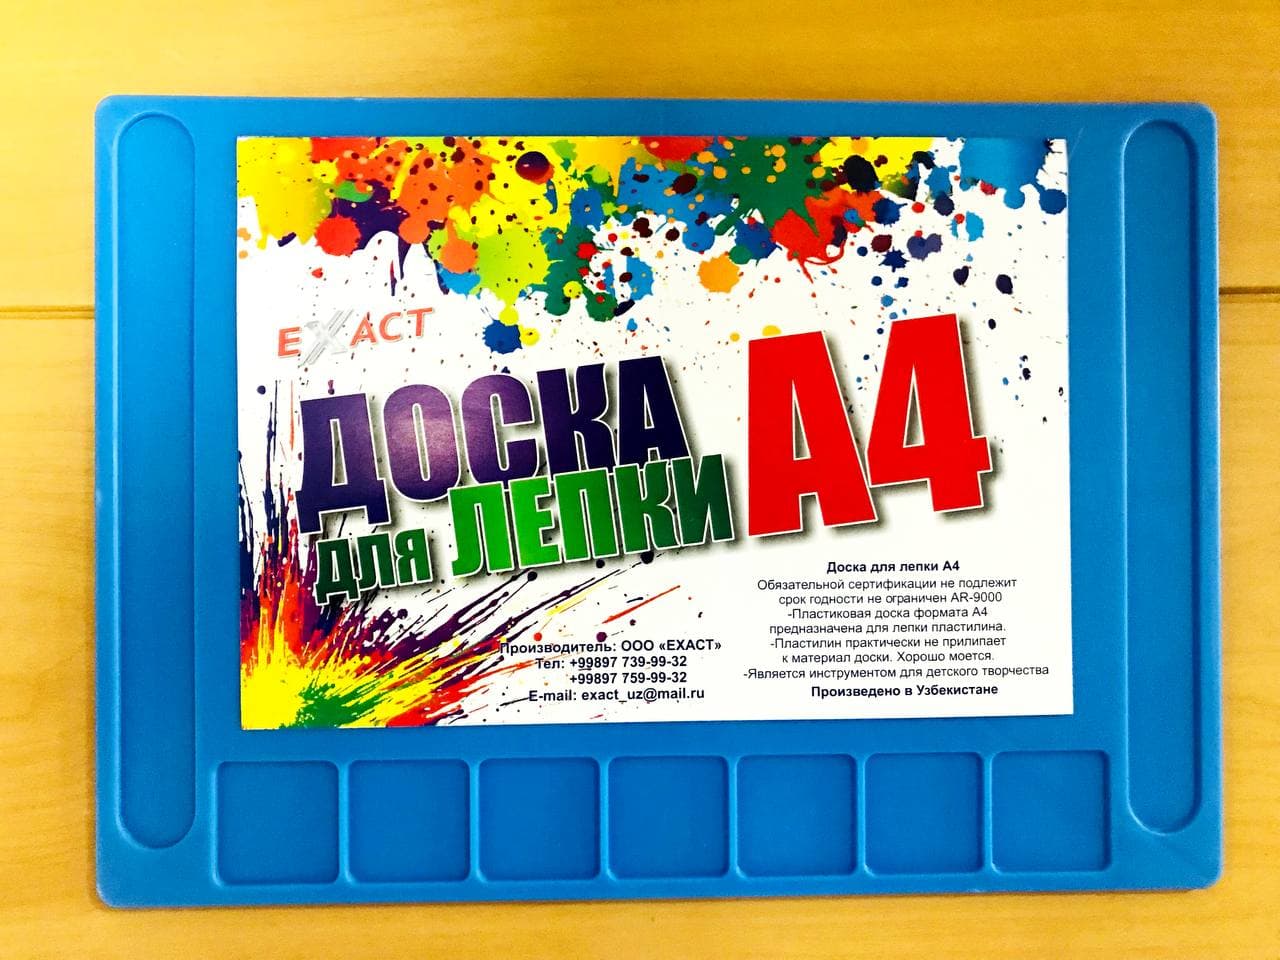 EXACT
ДОСКА
для ЛЕПКИ
А4
Производитель: ООО «EXACT»
Тел: +99897 739-99-32
+99897 759-99-32
E-mail: exact_uz@mail.ru
Доска для лепки А4
Обязательной сертификации не подлежит
срок годности не ограничен AR-9000
-Пластиковая доска формата А4
предназначена для лепки пластилина.
-Пластилин практически не прилипает
к материал доски. Хорошо моется.
-Является инструментом для детского творчества
Произведено в Узбекистане